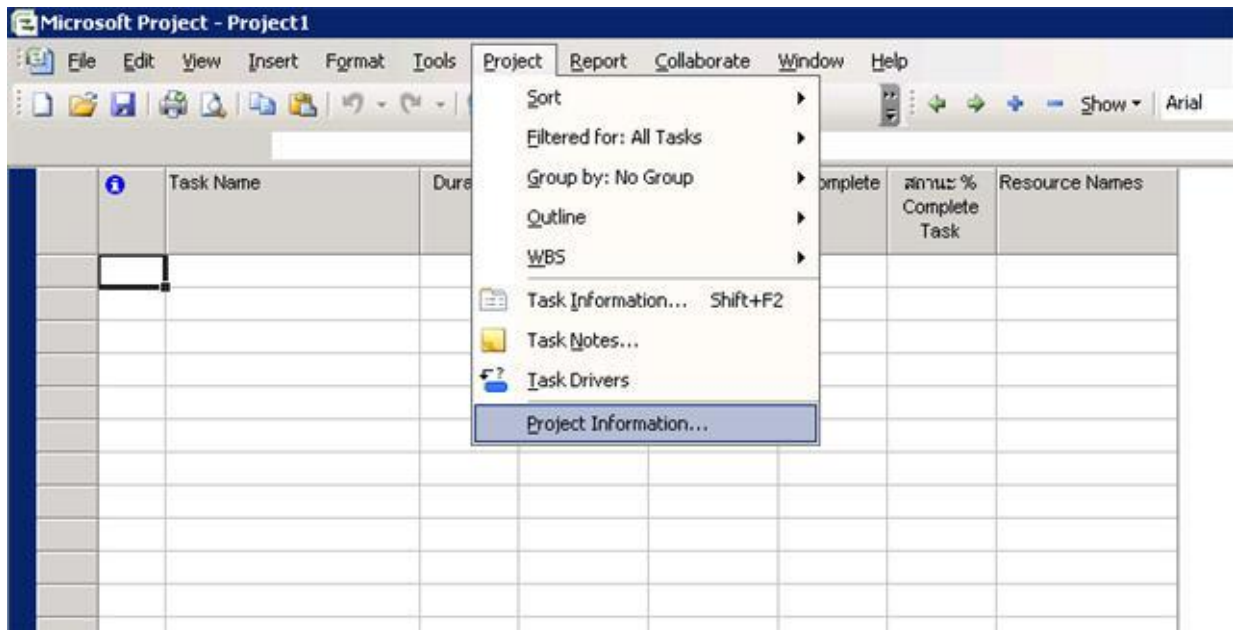 Microsoft Project - Project1
File Edit View Insert Format Tools Project Report Collaborate Window Help
Show Arial
Sort
Filtered for: All Tasks
Group by: No Group
Outline
WBS
Task Information... Shift+F2
Task Notes...
Task Drivers
Project Information...
Task Name Dura omplete สถานะ % Resource Names
Complete
Task